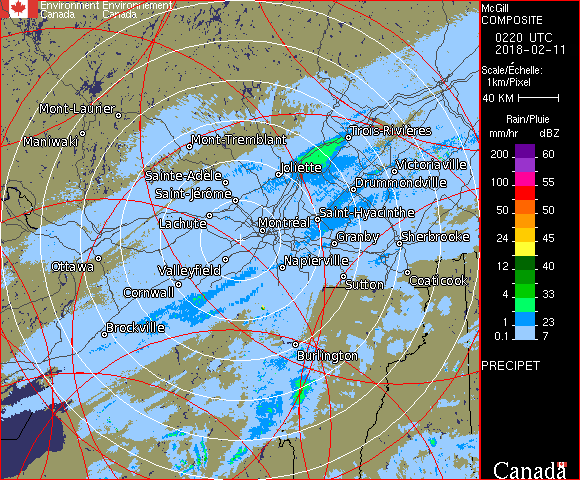 Environment Environnement
Canada Canada
McGill
COMPOSITE
0220 UTC
2018-02-11
Scale/Échelle:
1km/Pixel
40 KM
Rain/Pluie
mm/hr dBZ
200 60
100 55
50 50
24 45
12 40
4 33
1 23
0.1 7
PRECIPET
Canada
Mont-Laurier
Maniwaki
Mont-Tremblant
Trois-Rivières
Sainte-Adèle
Joliette
Victoriaville
Saint-Jérôme
Drummondville
Lachute
Saint-Hyacinthe
Montréal
Granby
Sherbrooke
Ottawa
Valleyfield
Napierville
Cornwall
Sutton
Coaticook
Brockville
Burlington